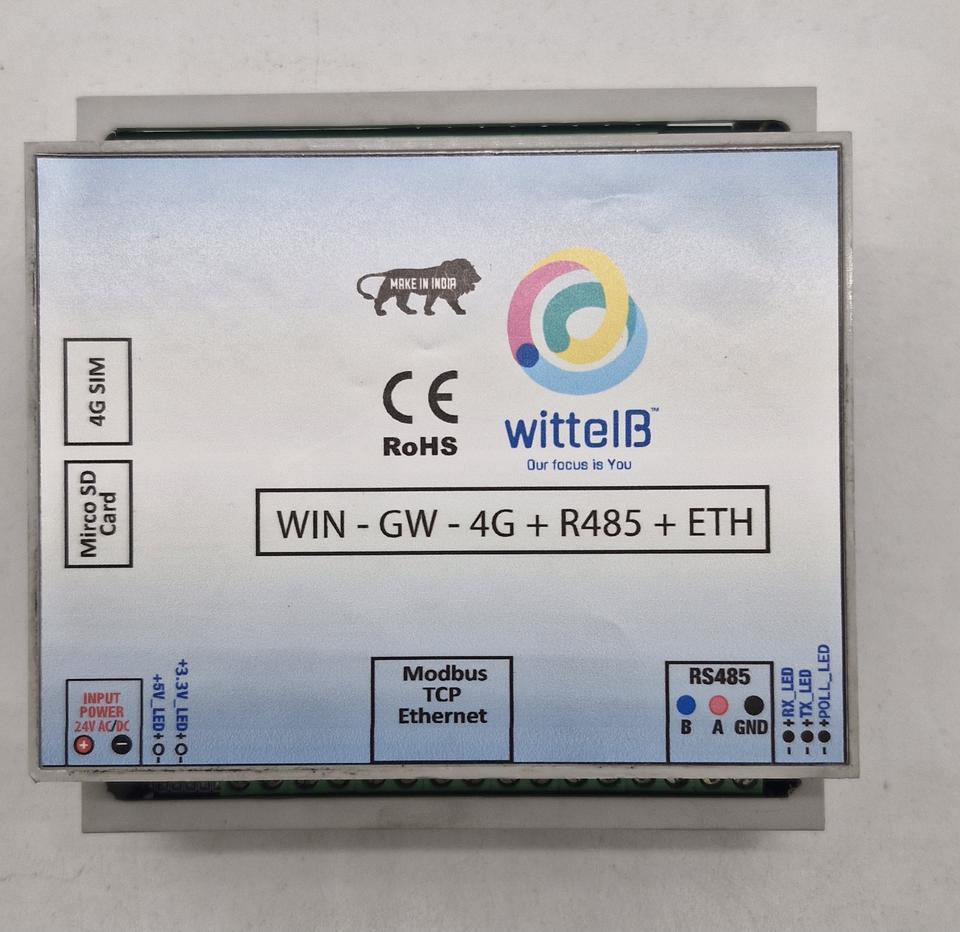 MAKE IN INDIA
CE
RoHS
wittelB™
Our focus is You
4G SIM
Mirco SD
Card
WIN - GW - 4G + R485 + ETH
INPUT
POWER
24V AC/DC
+ -
+5V_LED+ -
+3.3V_LED+ -
Modbus
TCP
Ethernet
RS485
B A GND
- +RX_LED
- +TX_LED
- +POLL_LED